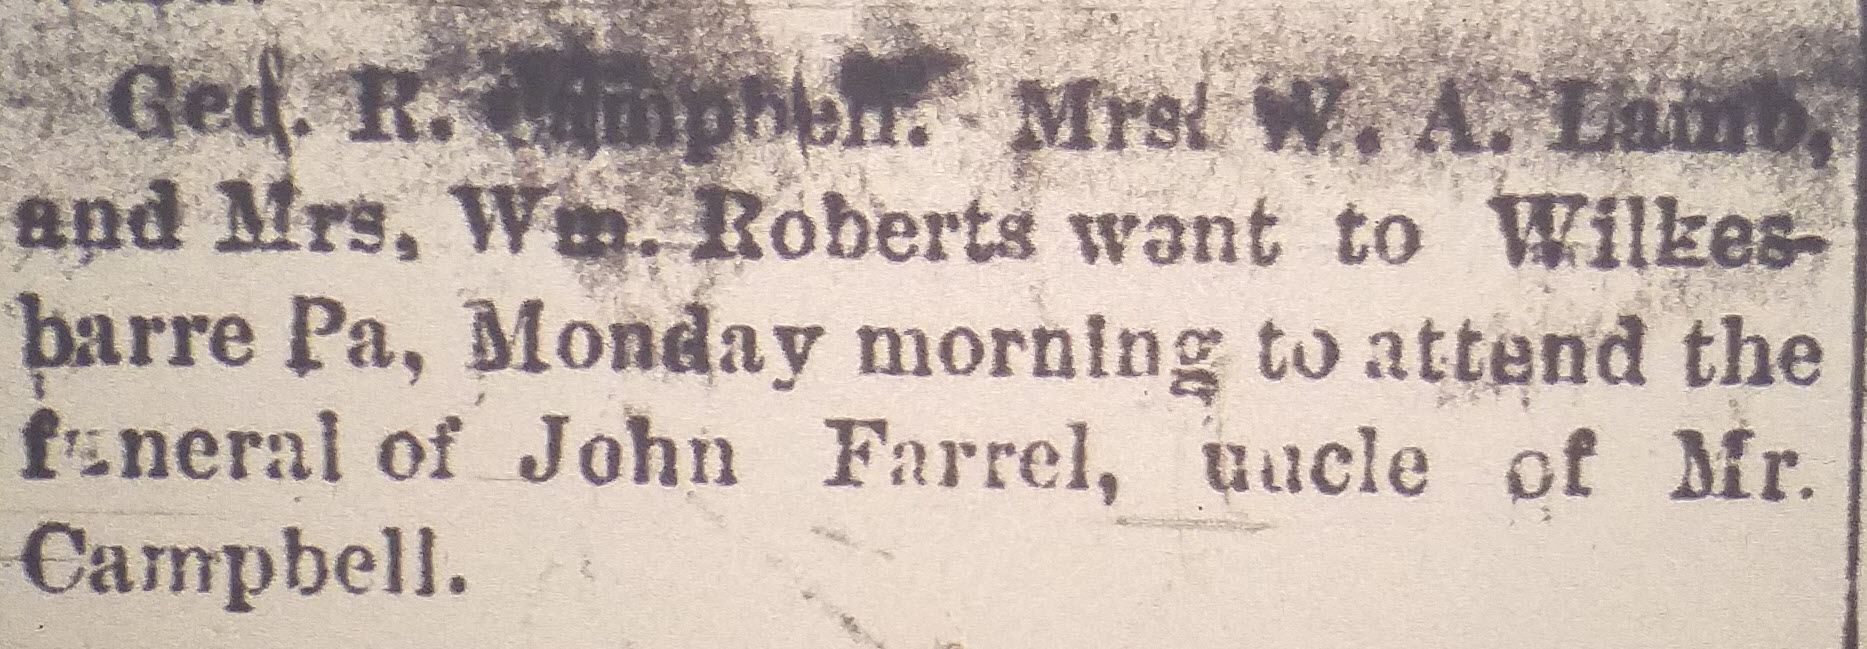 Geo. R. Campbell. Mrs. W. A. Lamb,
and Mrs, Wm. Roberts want to Wilkes-
barre Pa, Monday morning to attend the
funeral of John Farrel, uncle of Mr.
Campbell.